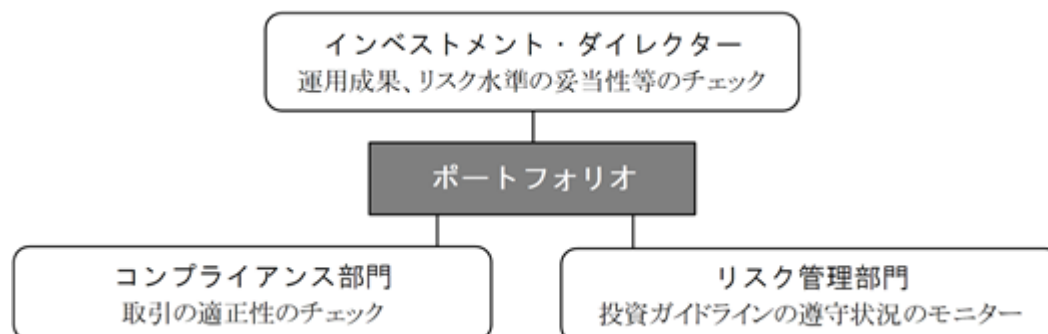 インベストメント・ダイレクター
運用成果、リスク水準の妥当性等のチェック
ポートフォリオ
コンプライアンス部門
取引の適正性のチェック
リスク管理部門
投資ガイドラインの遵守状況のモニター